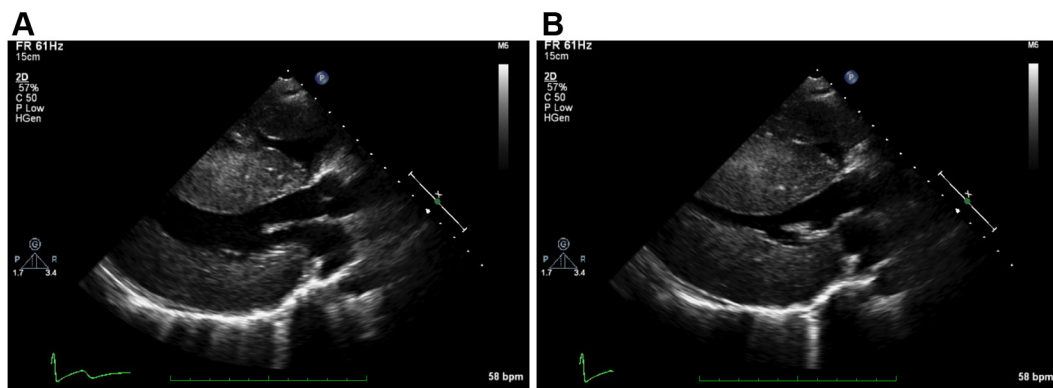 A
FR 61Hz
15cm
M6
2D
57%
C 50
P Low
HGen
P
X
G
P R
1.7 3.4
58 bpm
B
FR 61Hz
15cm
M6
2D
57%
C 50
P Low
HGen
P
X
G
P R
1.7 3.4
58 bpm